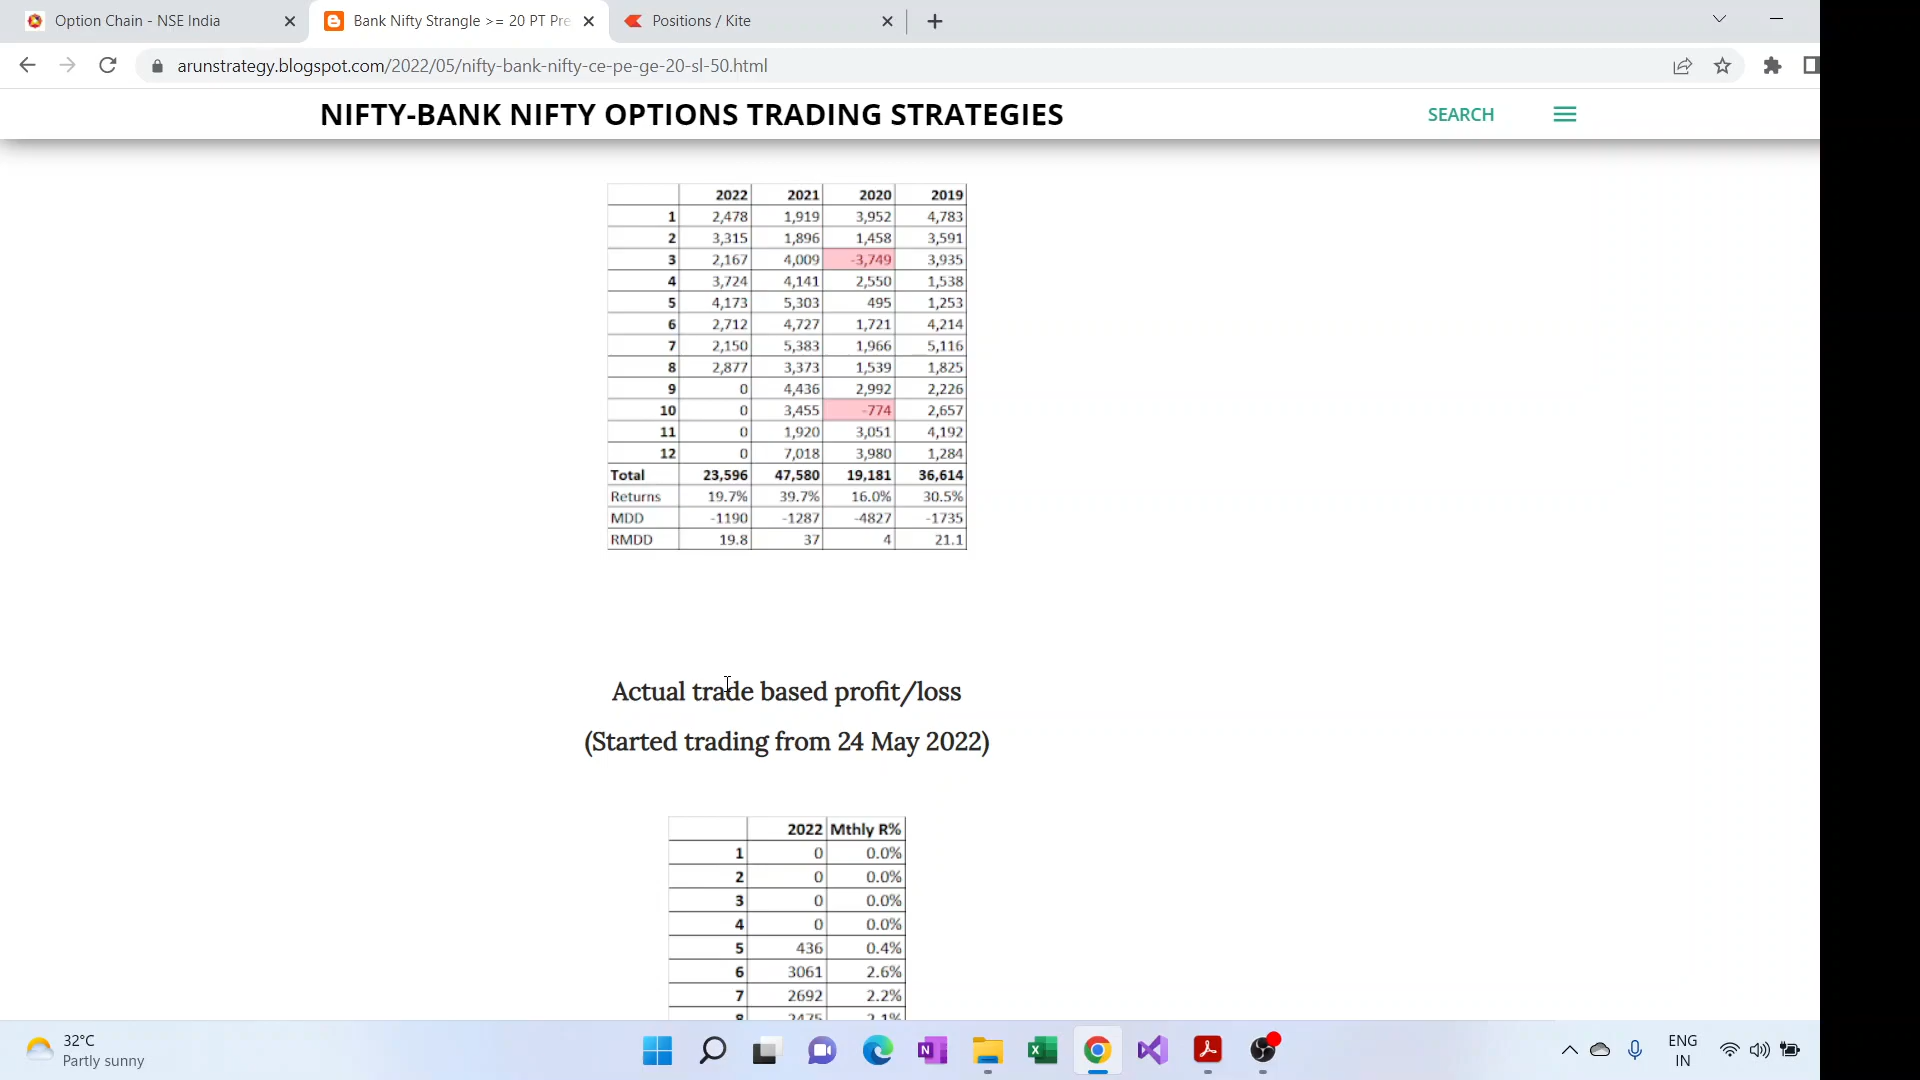 Option Chain - NSE India
Bank Nifty Strangle >= 20 PT Pre
Positions / Kite
arunstrategy.blogspot.com/2022/05/nifty-bank-nifty-ce-pe-ge-20-sl-50.html
NIFTY-BANK NIFTY OPTIONS TRADING STRATEGIES
SEARCH
2022 2021 2020 2019
1 2,478 1,919 3,952 4,783
2 3,315 1,896 1,458 3,591
3 2,167 4,009 -3,749 3,935
4 3,724 4,141 2,550 1,538
5 4,173 5,303 495 1,253
6 2,712 4,727 1,721 4,214
7 2,150 5,383 1,966 5,116
8 2,877 3,373 1,539 1,825
9 0 4,436 2,992 2,226
10 0 3,455 -774 2,657
11 0 1,920 3,051 4,192
12 0 7,018 3,980 1,284
Total 23,596 47,580 19,181 36,614
Returns 19.7% 39.7% 16.0% 30.5%
MDD -1190 -1287 -4827 -1735
RMDD 19.8 37 4 21.1
Actual trade based profit/loss
(Started trading from 24 May 2022)
2022 Mthly R%
1 0 0.0%
2 0 0.0%
3 0 0.0%
4 0 0.0%
5 436 0.4%
6 3061 2.6%
7 2692 2.2%
8 2475 2.1%
32°C
Partly sunny
ENG
IN